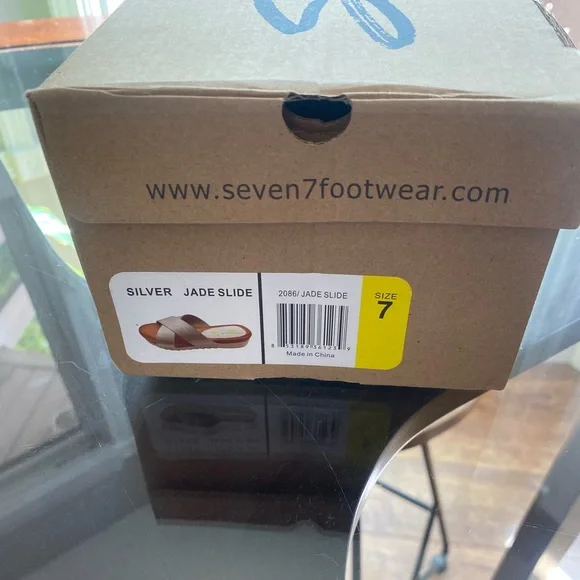 www.seven7footwear.com
SILVER JADE SLIDE
2086/ JADE SLIDE
Made in China
SIZE
7